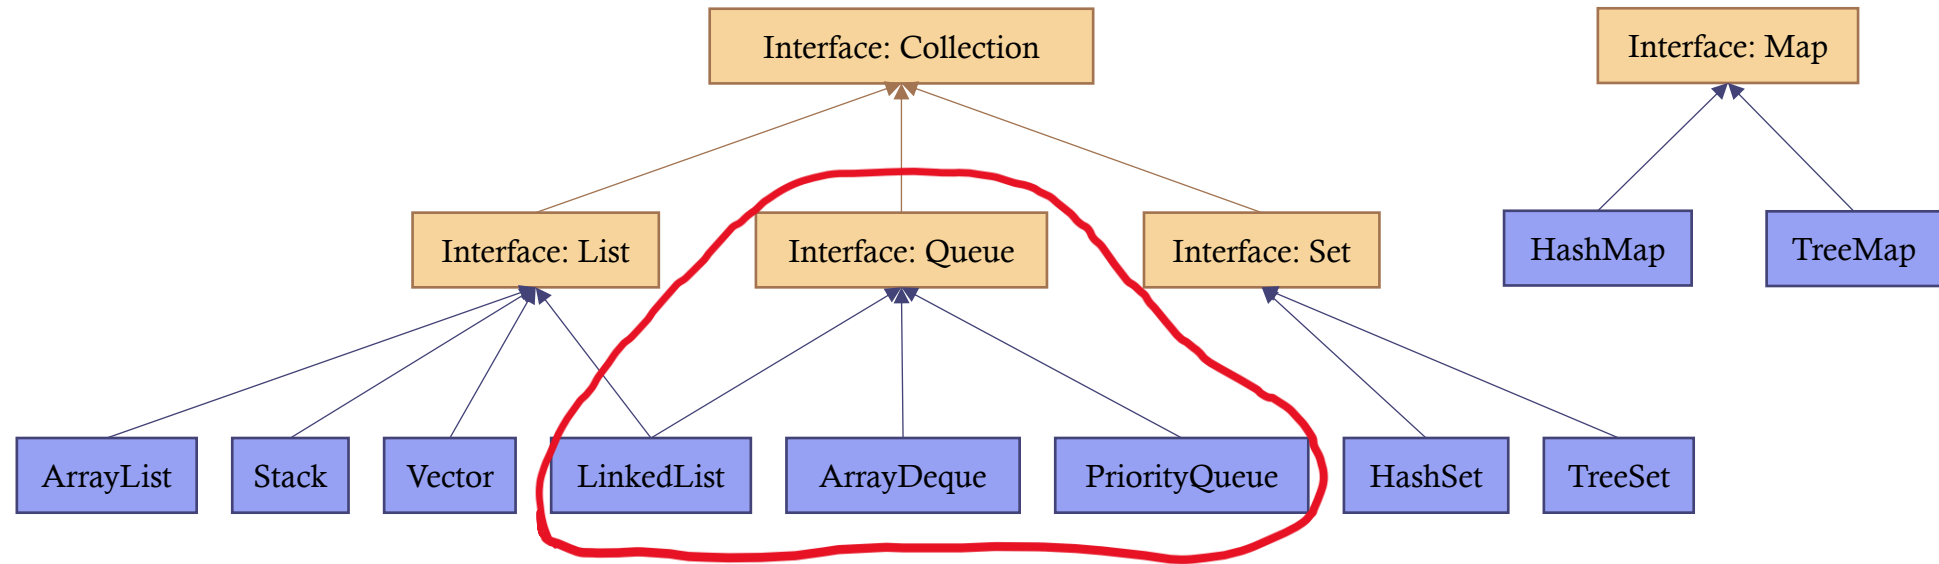 Interface: Collection
Interface: Map
Interface: List
Interface: Queue
Interface: Set
HashMap
TreeMap
ArrayList
Stack
Vector
LinkedList
ArrayDeque
PriorityQueue
HashSet
TreeSet